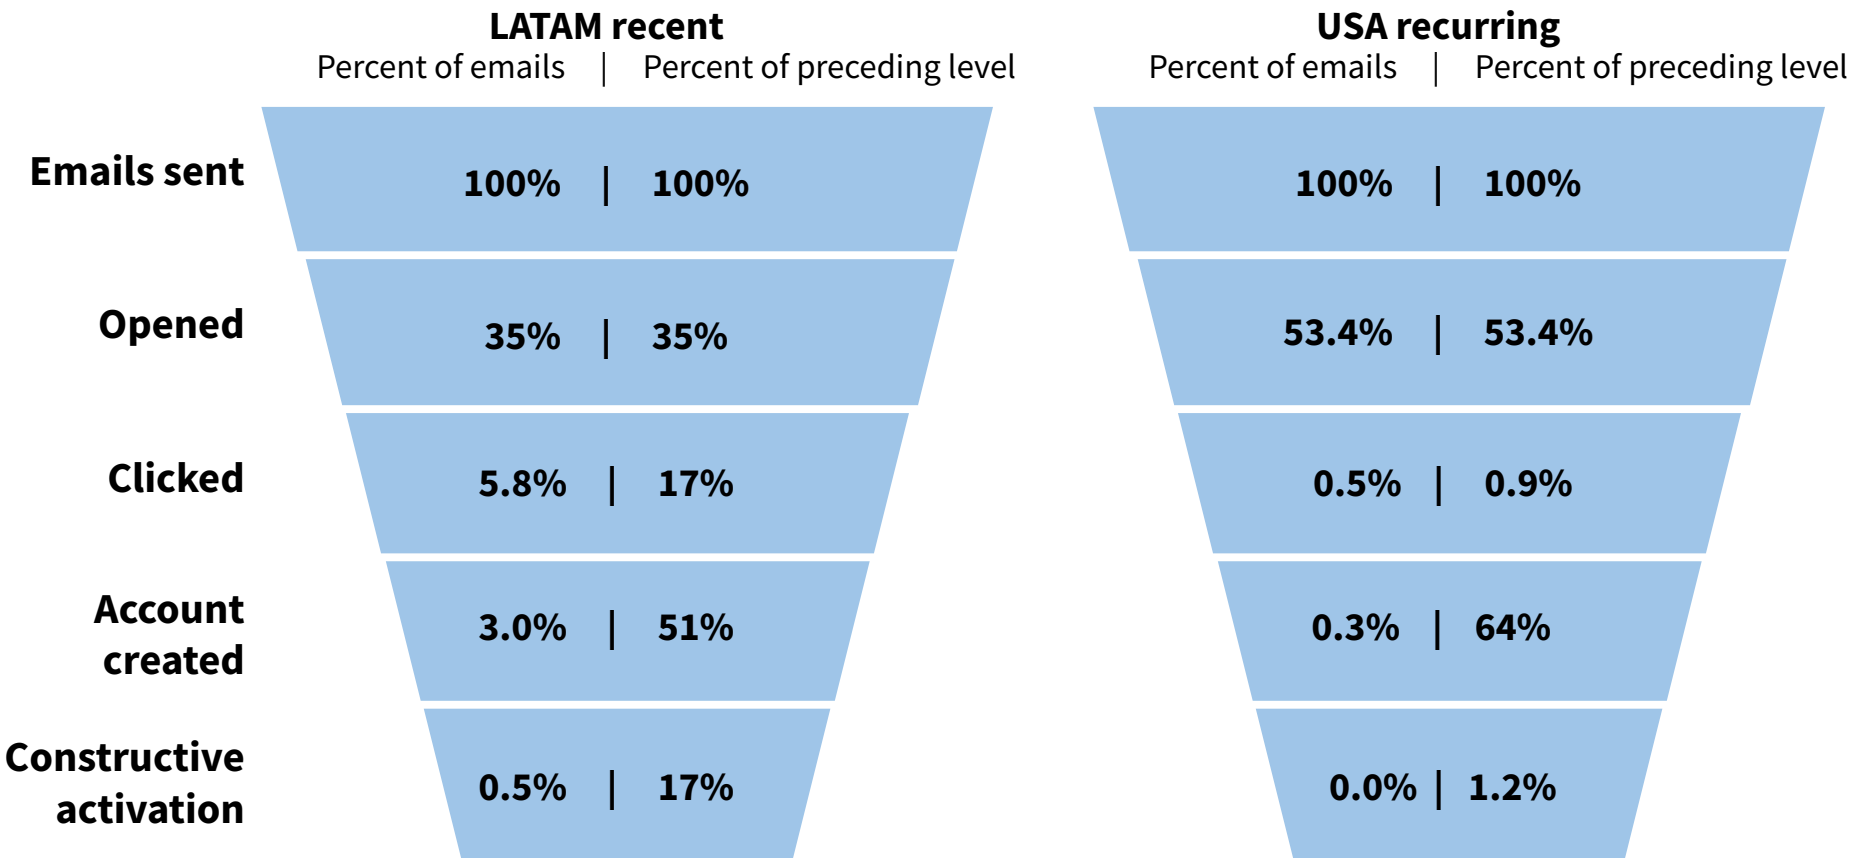 LATAM recent
Percent of emails | Percent of preceding level
USA recurring
Percent of emails | Percent of preceding level
Emails sent
100% | 100%
100% | 100%
Opened
35% | 35%
53.4% | 53.4%
Clicked
5.8% | 17%
0.5% | 0.9%
Account
created
3.0% | 51%
0.3% | 64%
Constructive
activation
0.5% | 17%
0.0% | 1.2%